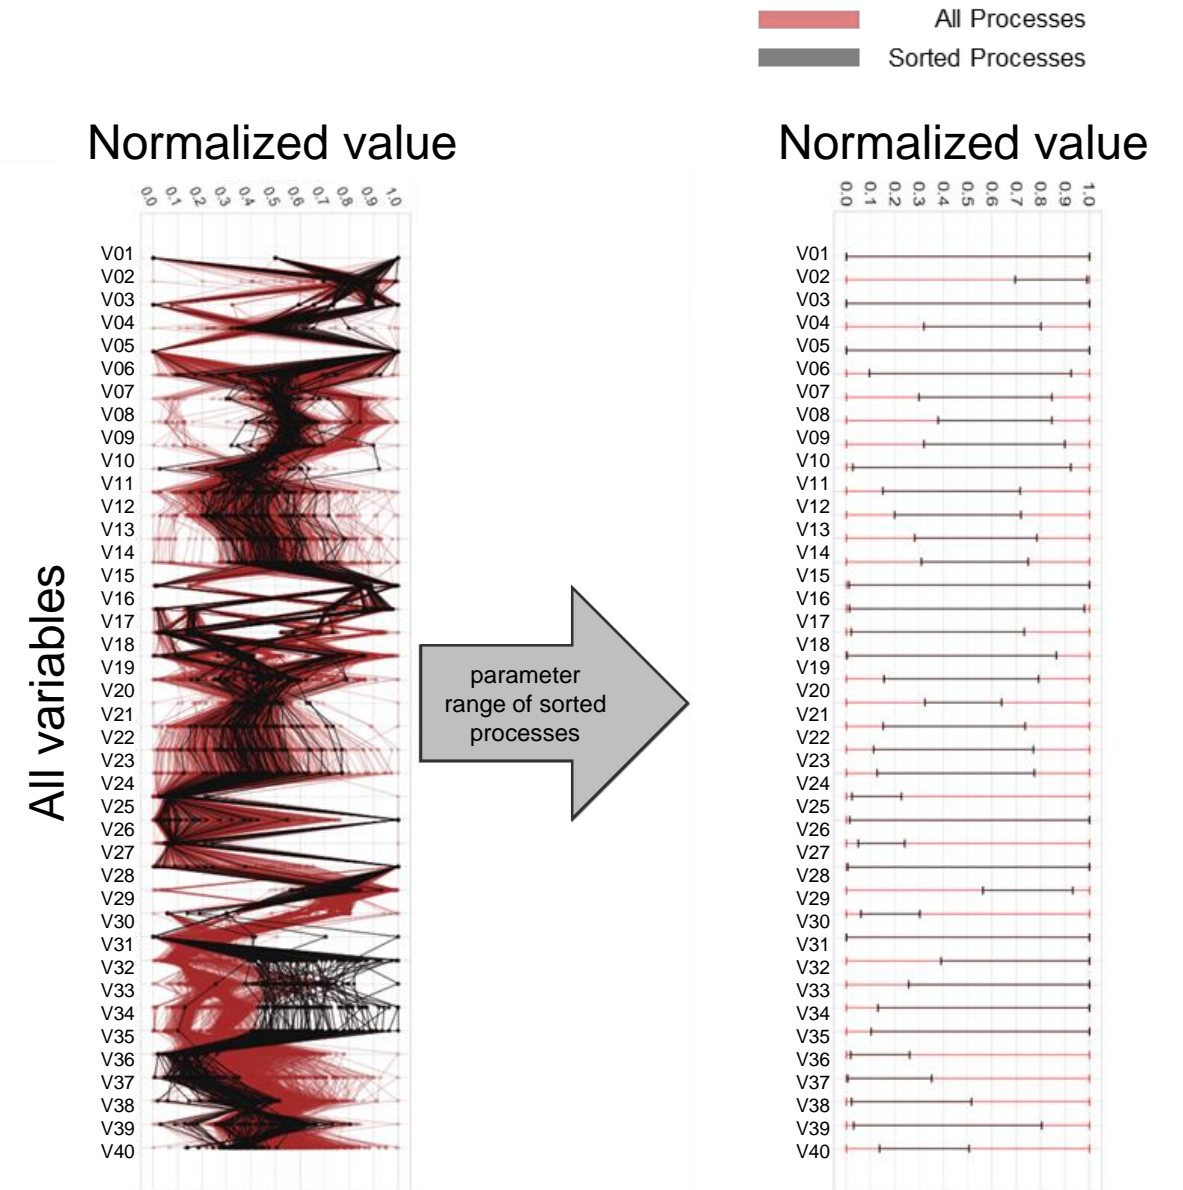 All Processes
Sorted Processes
Normalized value
Normalized value
0.0 0.1 0.2 0.3 0.4 0.5 0.6 0.7 0.8 0.9 1.0
0.0 0.1 0.2 0.3 0.4 0.5 0.6 0.7 0.8 0.9 1.0
All variables
V01
V02
V03
V04
V05
V06
V07
V08
V09
V10
V11
V12
V13
V14
V15
V16
V17
V18
V19
V20
V21
V22
V23
V24
V25
V26
V27
V28
V29
V30
V31
V32
V33
V34
V35
V36
V37
V38
V39
V40
parameter
range of sorted
processes
V01
V02
V03
V04
V05
V06
V07
V08
V09
V10
V11
V12
V13
V14
V15
V16
V17
V18
V19
V20
V21
V22
V23
V24
V25
V26
V27
V28
V29
V30
V31
V32
V33
V34
V35
V36
V37
V38
V39
V40